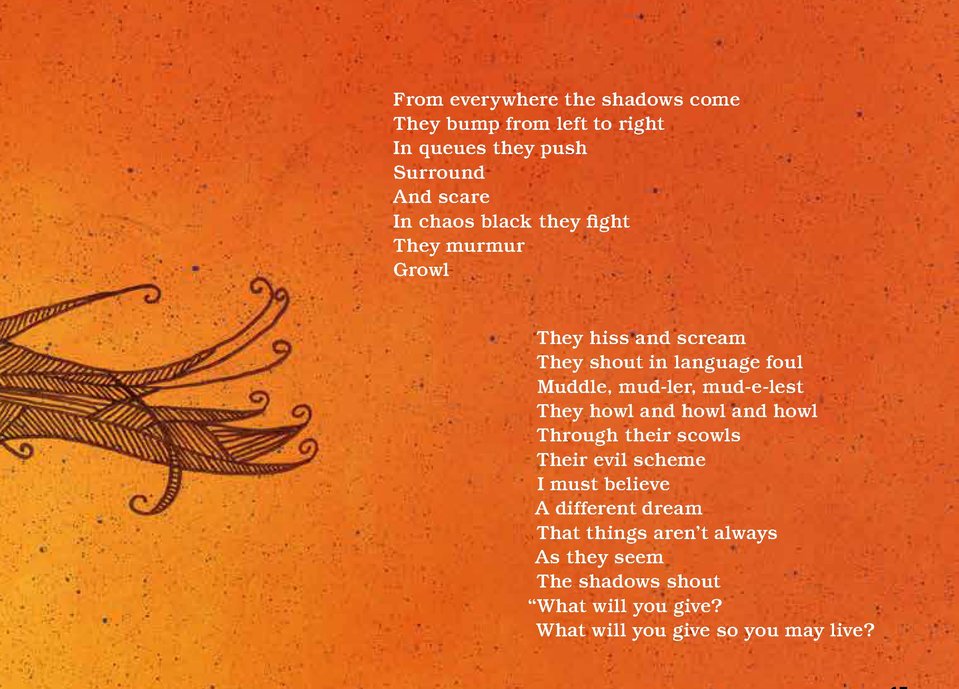 From everywhere the shadows come
They bump from left to right
In queues they push
Surround
And scare
In chaos black they fight
They murmur
Growl
They hiss and scream
They shout in language foul
Muddle, mud-ler, mud-e-lest
They howl and howl and howl
Through their scowls
Their evil scheme
I must believe
A different dream
That things aren't always
As they seem
The shadows shout
“What will you give?
What will you give so you may live?